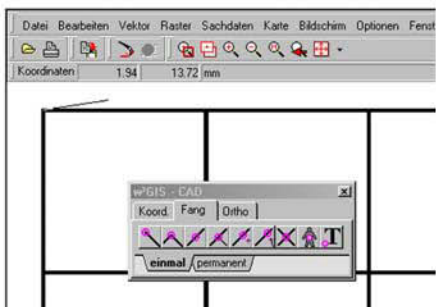 Datei Bearbeiten Vektor Raster Sachdaten Karte Bildschirm Optionen Fenst
Koordinaten 1.94 13.72 mm
w³GIS - CAD
Koord. Fang Ortho
T
einmal permanent